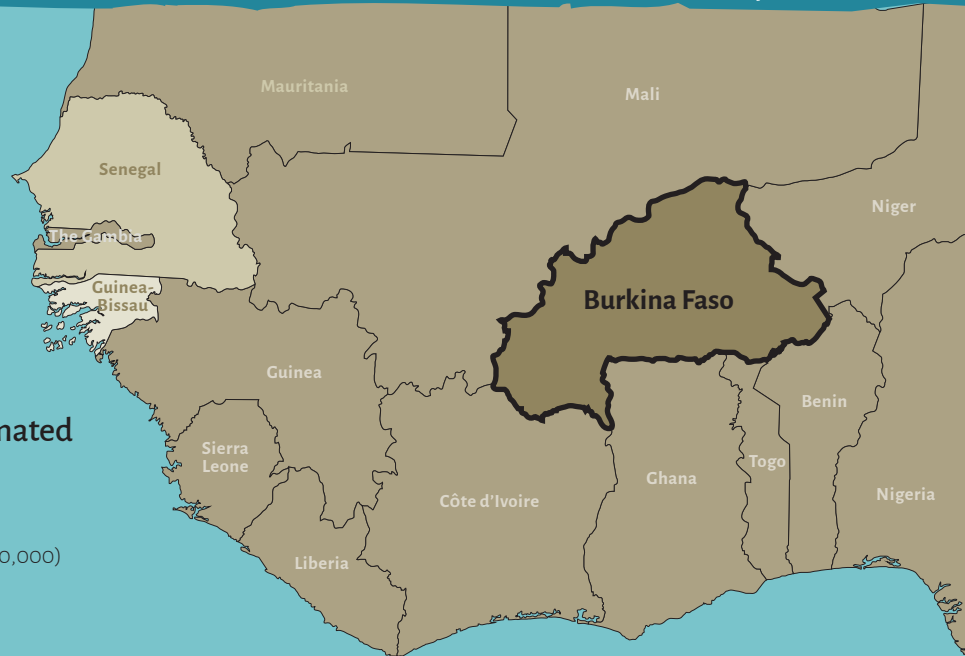 Mauritania
Mali
Senegal
Niger
The Gambia
Guinea-
Bissau
Burkina Faso
Guinea
Benin
nated
Sierra
Leone
Togo
Ghana
Nigeria
Côte d'Ivoire
0,000)
Liberia